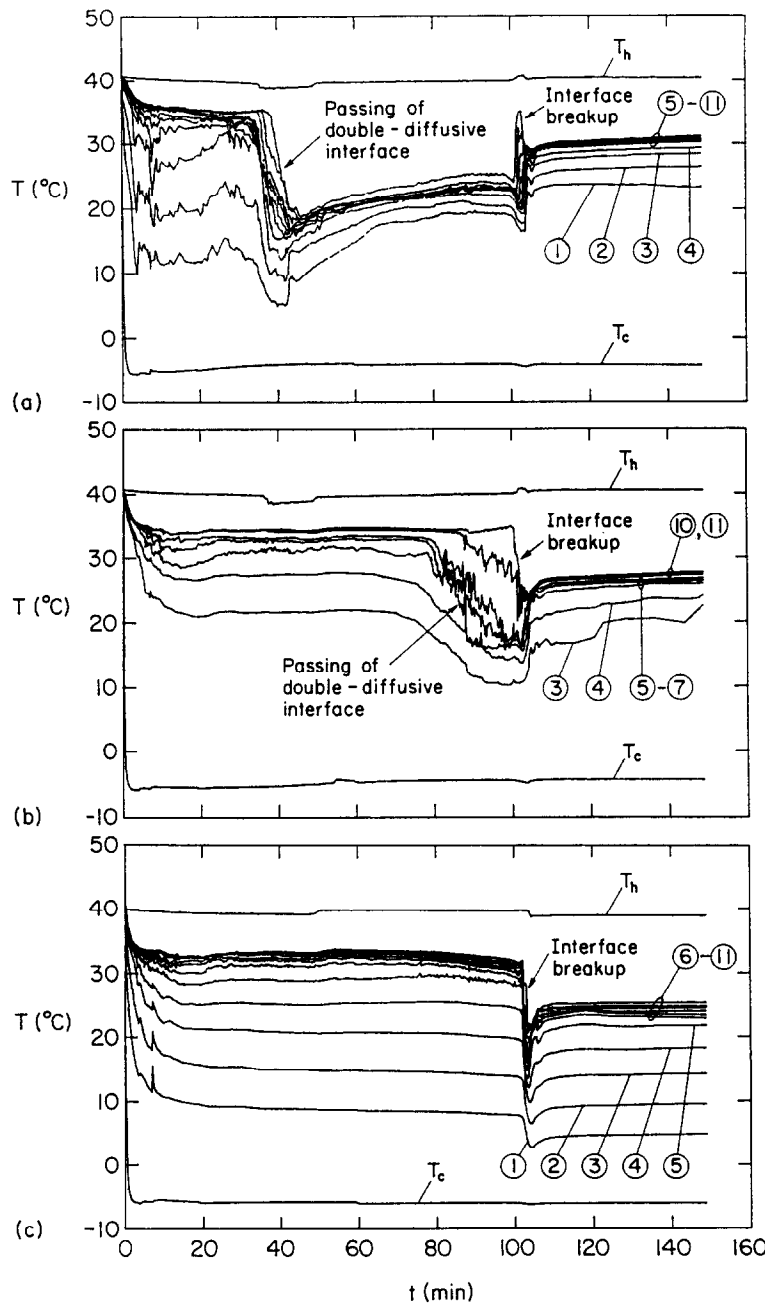 50
40
30
T (°C)
20
10
0
-10
(a)
T_h
Passing of
double-diffusive
interface
Interface
breakup
⑤-⑪
①
②
③
④
T_c
50
40
30
T (°C)
20
10
0
-10
(b)
T_h
Interface
breakup
⑩,⑪
Passing of
double-diffusive
interface
③
④
⑤-⑦
T_c
50
40
30
T (°C)
20
10
0
-10
(c)
T_h
Interface
breakup
⑥-⑪
①
②
③
④
⑤
T_c
0 20 40 60 80 100 120 140 160
t (min)